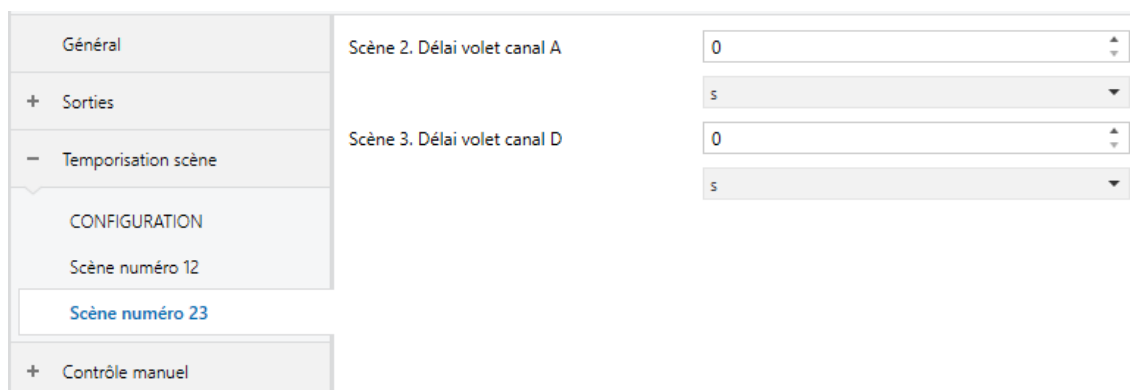 Général
Sorties
Temporisation scène
CONFIGURATION
Scène numéro 12
Scène numéro 23
Contrôle manuel
Scène 2. Délai volet canal A
0
s
Scène 3. Délai volet canal D
0
s